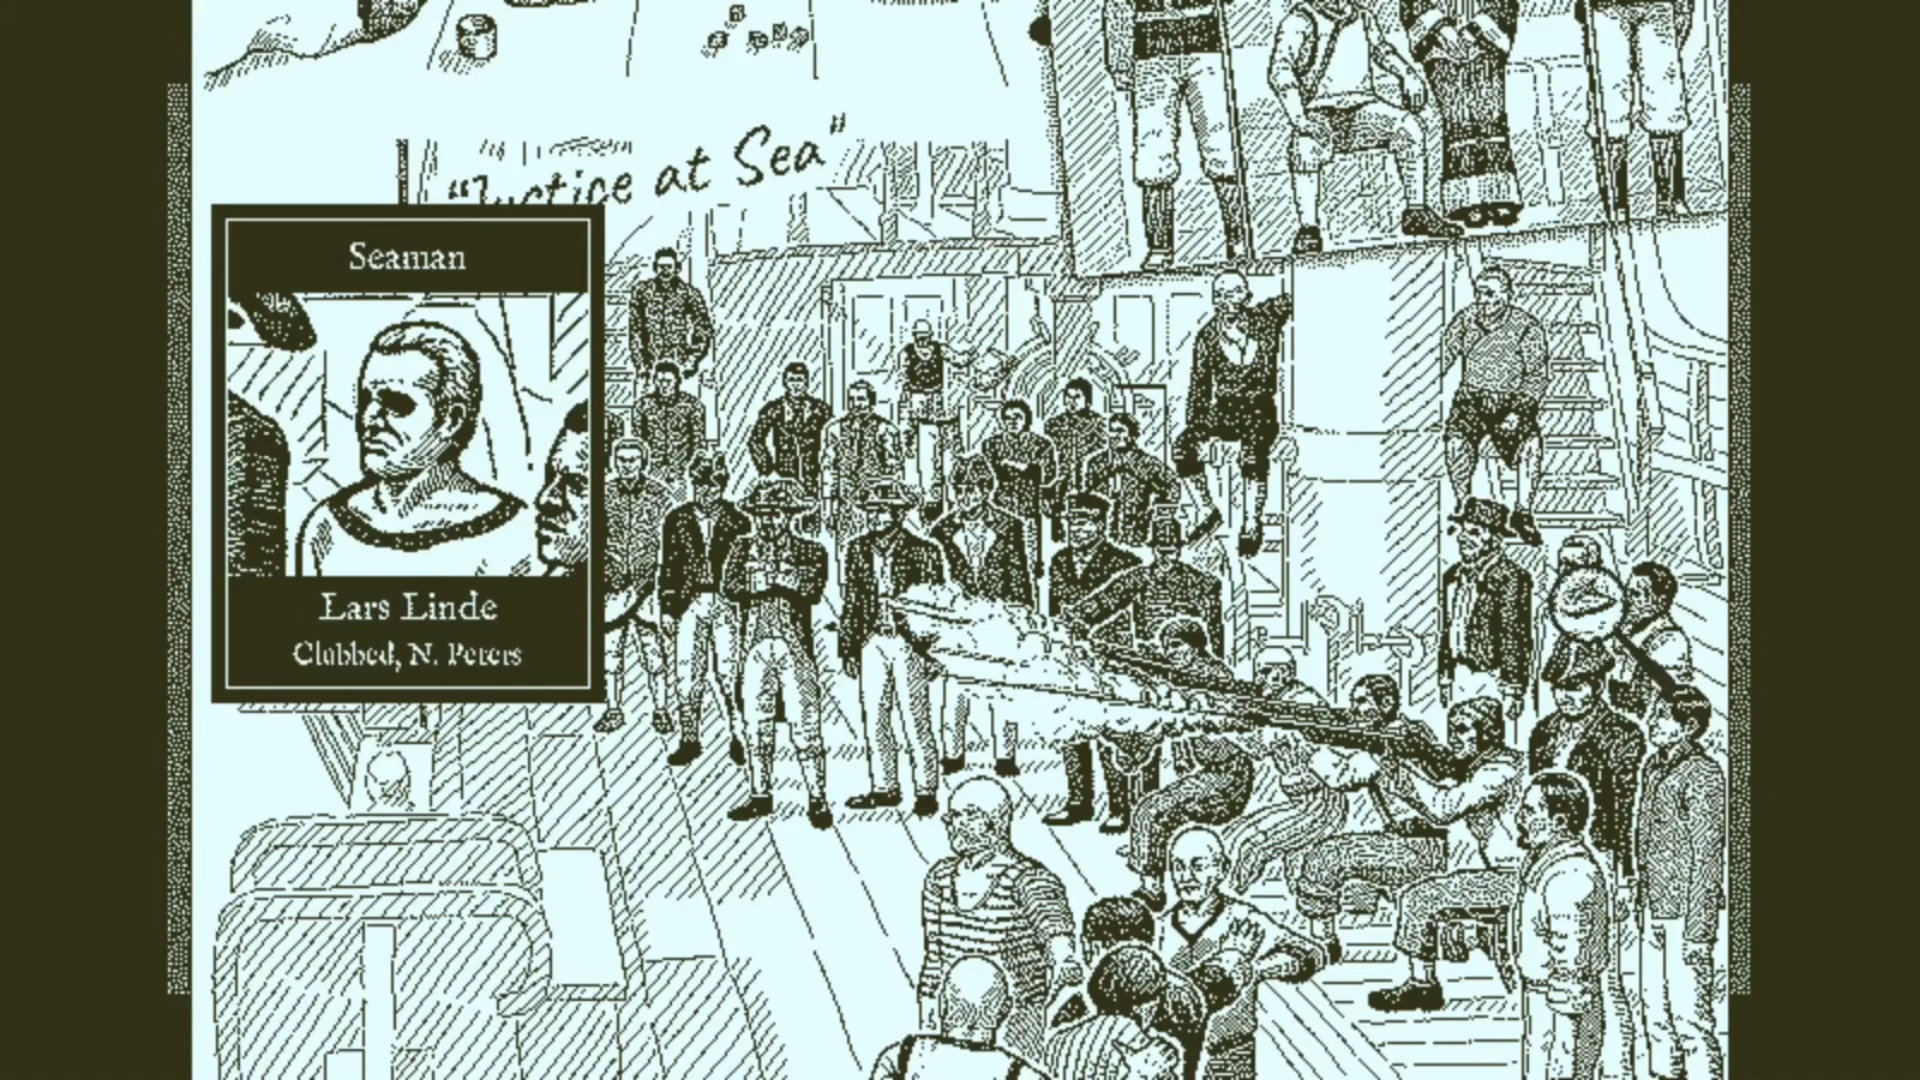 “Justice at Sea”
Seaman
Lars Linde
Clubbed, N. Peters